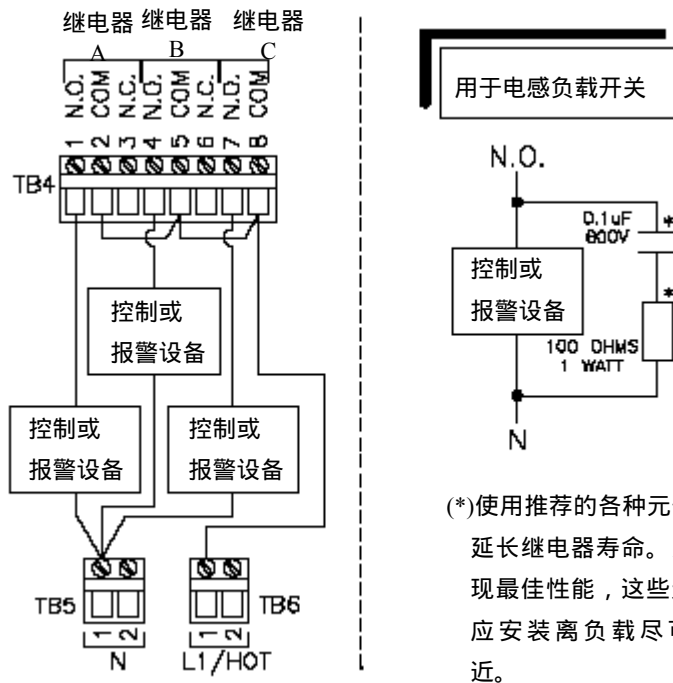 继电器 继电器 继电器
A B C
N.O. COM N.C. N.O. COM N.C. N.O. COM
1 2 3 4 5 6 7 8
TB4
控制或
报警设备
控制或
报警设备
控制或
报警设备
TB5
1 2
N
TB6
1 2
L1/HOT
用于电感负载开关
N.O.
0.1uF *
600V
控制或
报警设备
*
100 OHMS
1 WATT
N
(*)使用推荐的各种元
延长继电器寿命。
现最佳性能，这些
应安装离负载尽可
近。